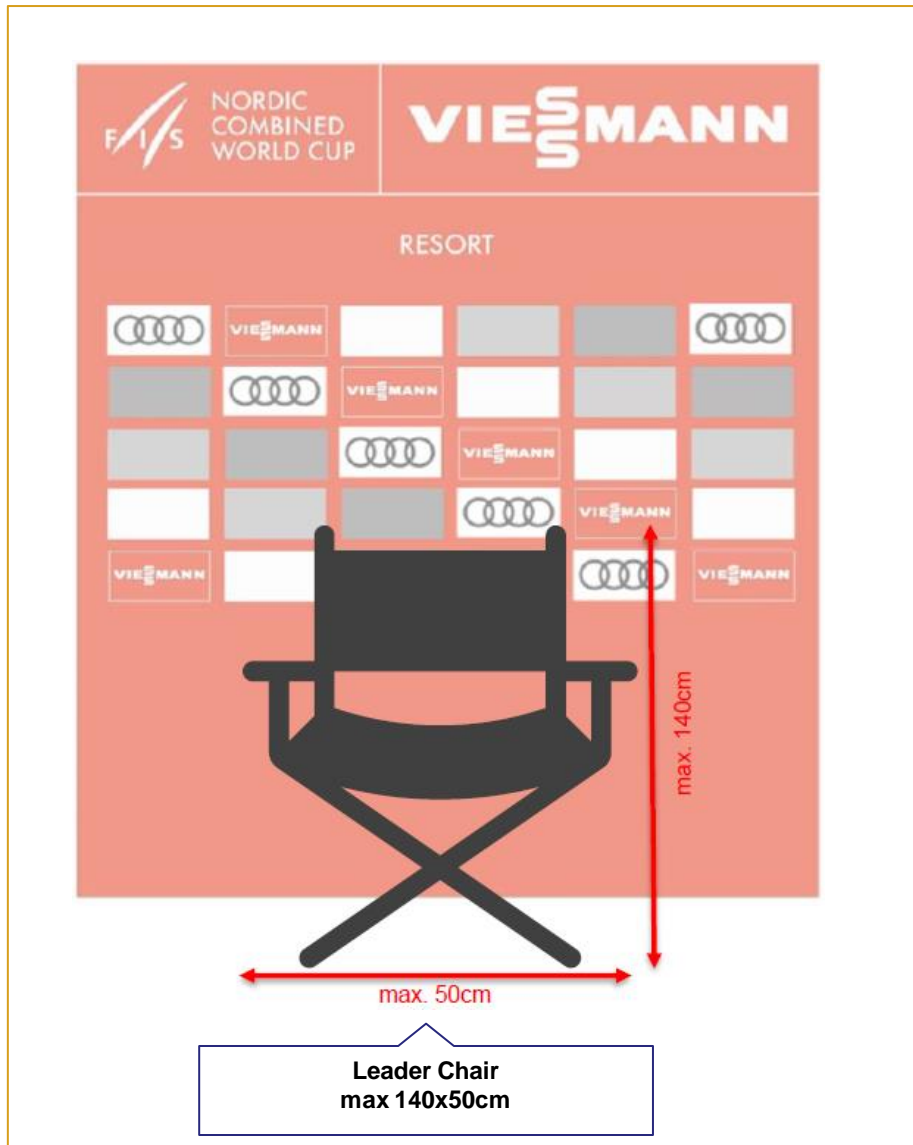 FIS
NORDIC
COMBINED
WORLD CUP
VIESSMANN
RESORT
VIESSMANN
VIESSMANN
VIESSMANN
VIESSMANN
VIESSMANN
VIESSMANN
max. 140cm
max. 50cm
Leader Chair
max 140x50cm